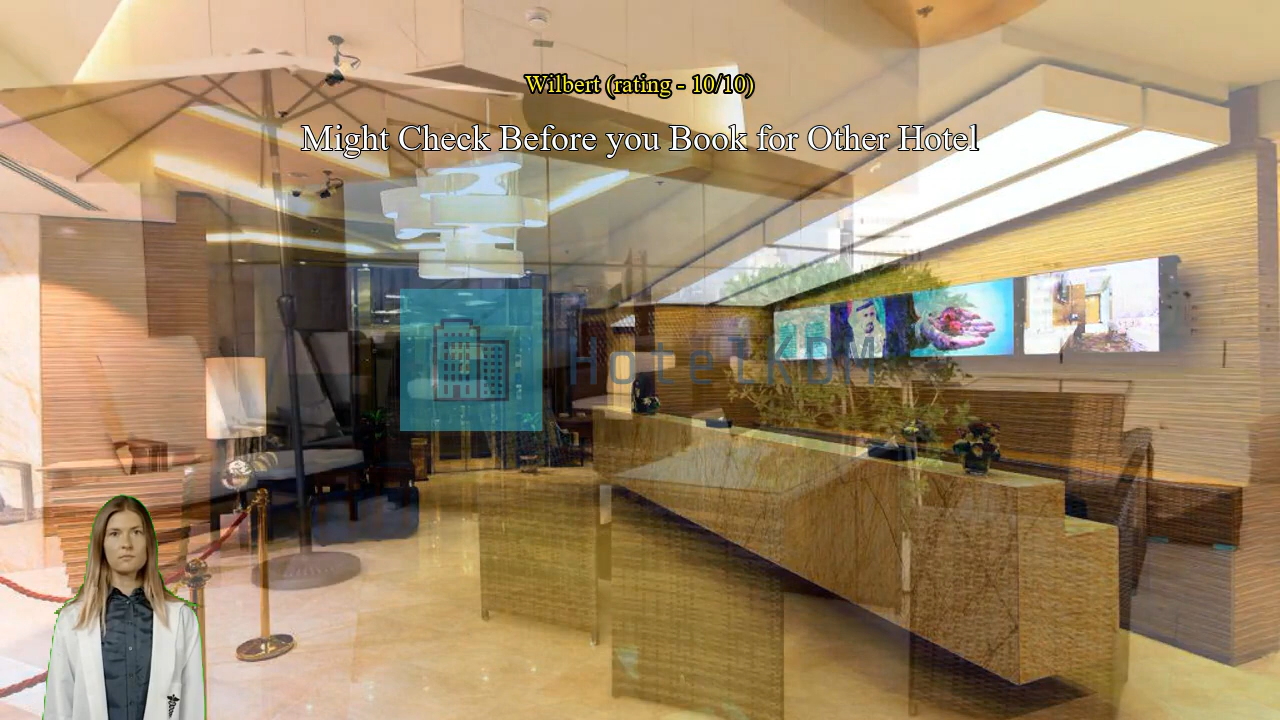 Wilbert (rating - 10/10)
Might Check Before you Book for Other Hotel
HotelKDM